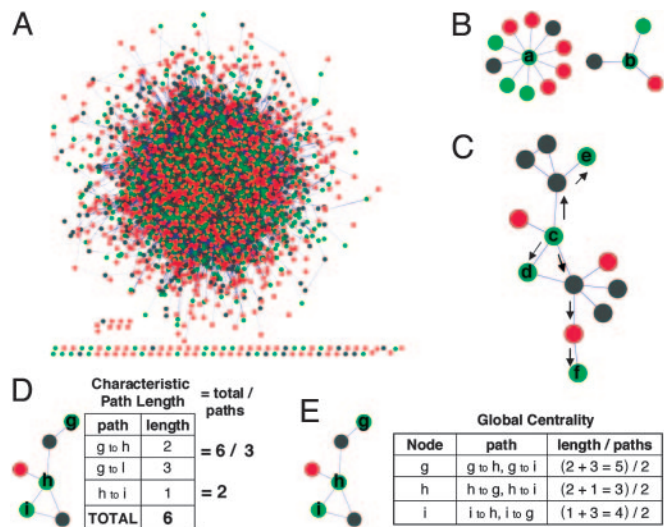 A
B
a
b
C
e
c
d
f
D
g
h
i
Characteristic
Path Length
= total /
paths
path length
g to h 2
g to l 3
= 6 / 3
h to i 1
= 2
TOTAL 6
E
g
h
i
Global Centrality
Node path length / paths
g g to h, g to i (2 + 3 = 5) / 2
h h to g, h to i (2 + 1 = 3) / 2
i i to h, i to g (1 + 3 = 4) / 2